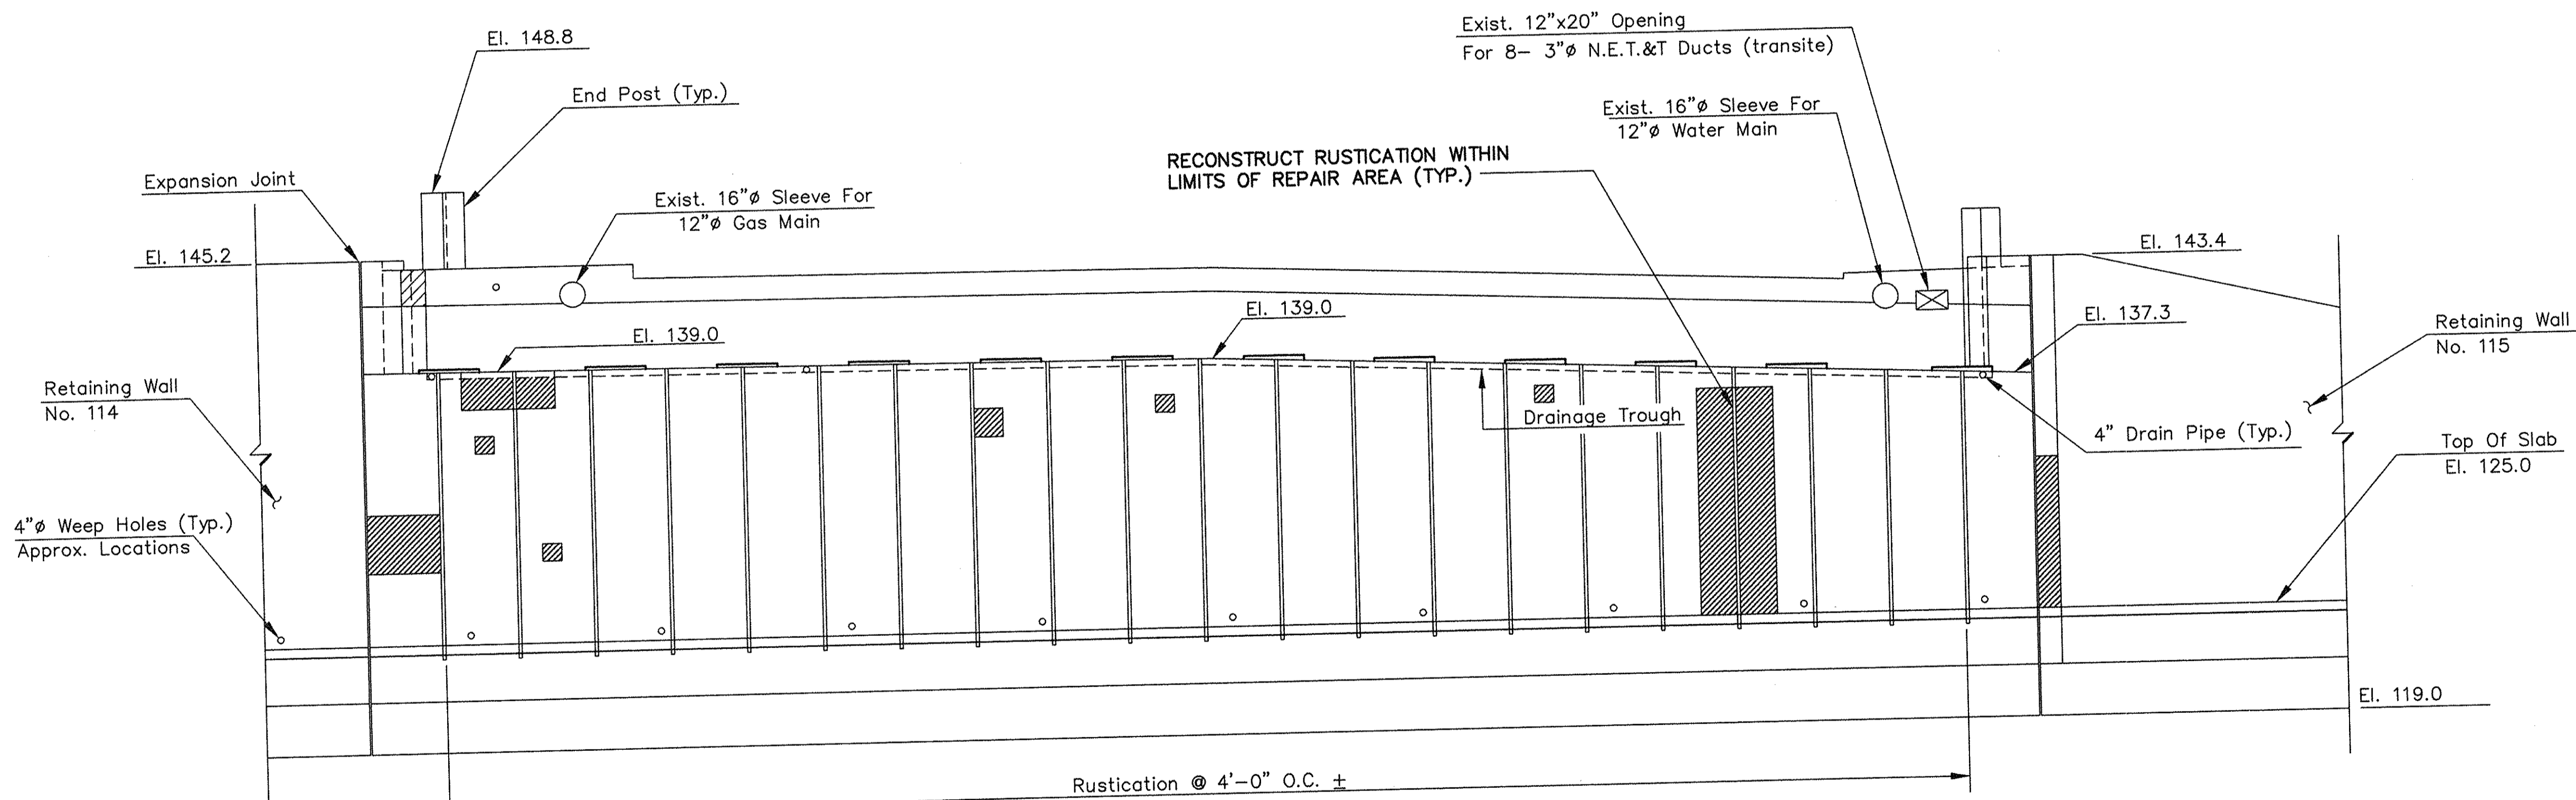 El. 148.8
End Post (Typ.)
Expansion Joint
El. 145.2
Exist. 16"ø Sleeve For
12"ø Gas Main
Exist. 12"x20" Opening
For 8- 3"ø N.E.T.&T Ducts (transite)
Exist. 16"ø Sleeve For
12"ø Water Main
RECONSTRUCT RUSTICATION WITHIN
LIMITS OF REPAIR AREA (TYP.)
El. 143.4
El. 139.0
El. 139.0
El. 137.3
Retaining Wall
No. 115
Retaining Wall
No. 114
Drainage Trough
4" Drain Pipe (Typ.)
Top Of Slab
El. 125.0
4"ø Weep Holes (Typ.)
Approx. Locations
El. 119.0
Rustication @ 4'-0" O.C. ±